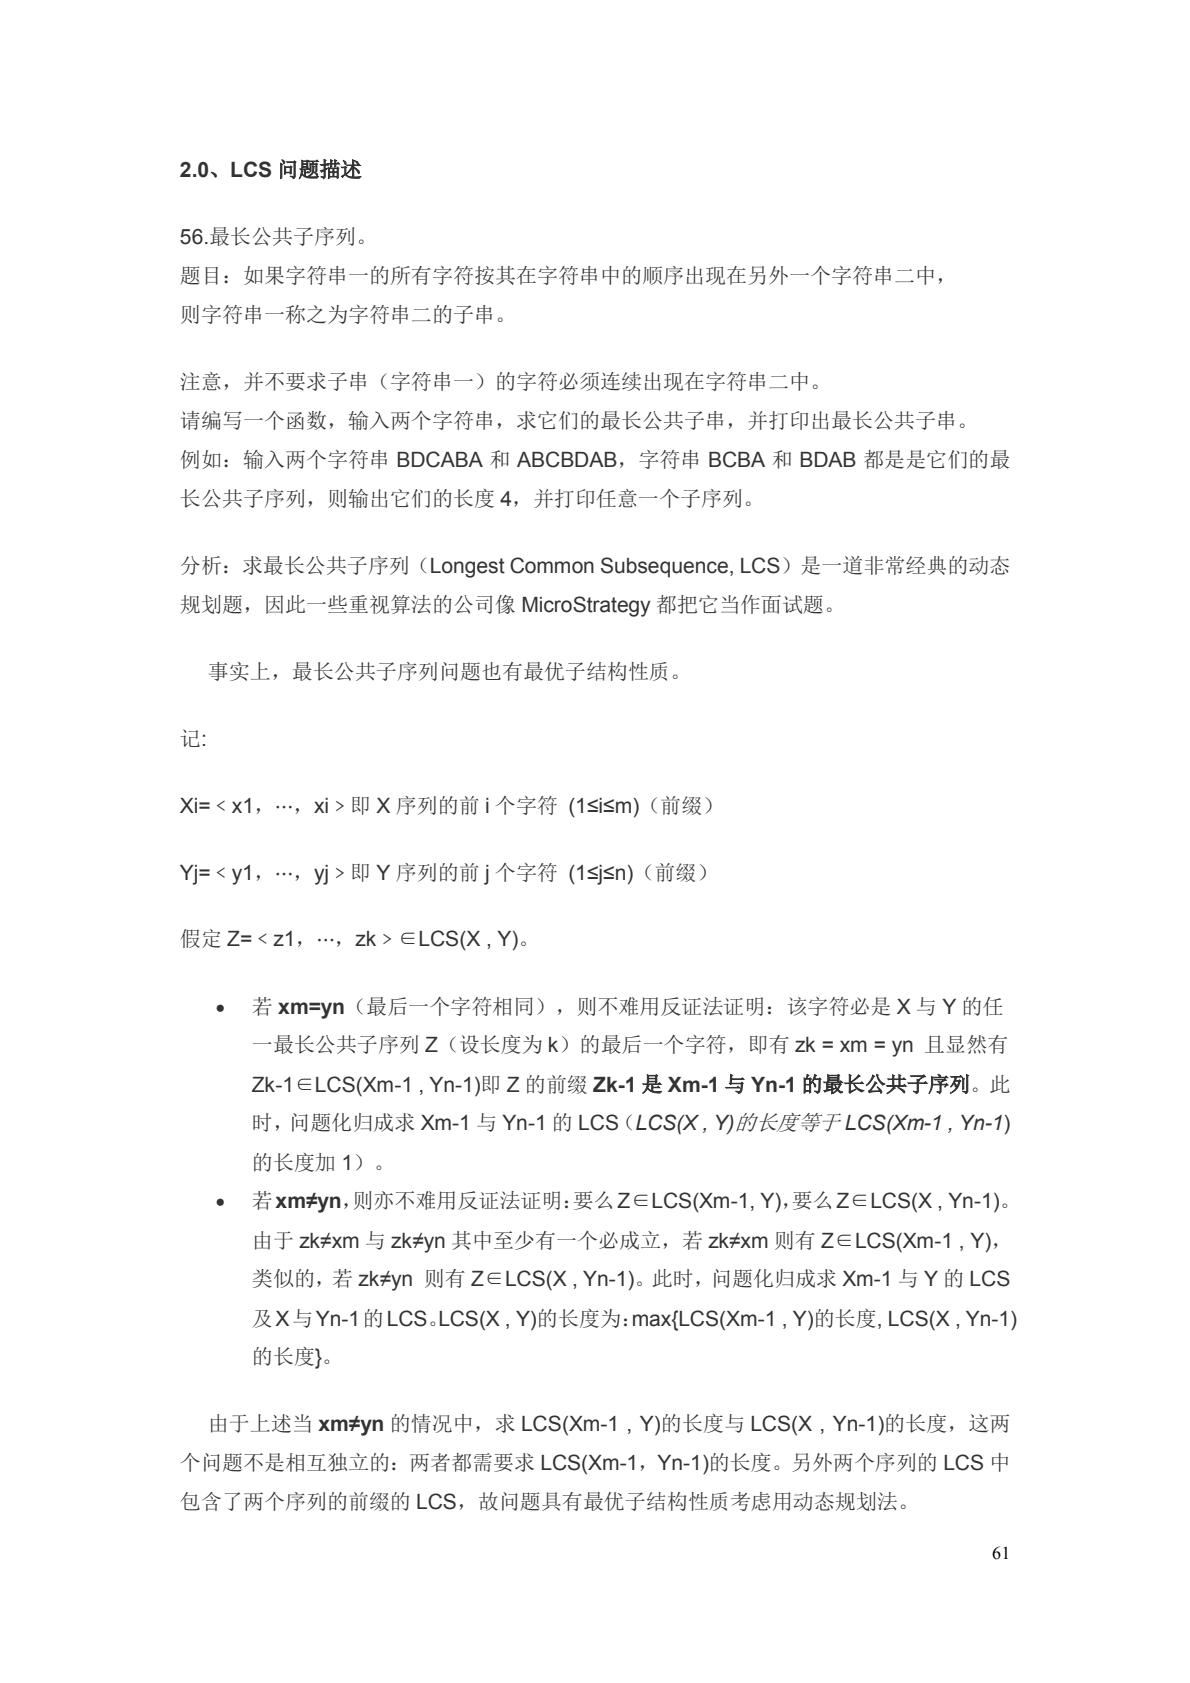 2.0、LCS 问题描述
56.最长公共子序列。
题目：如果字符串一的所有字符按其在字符串中的顺序出现在另外一个字符串二中，
则字符串一称之为字符串二的子串。
注意，并不要求子串（字符串一）的字符必须连续出现在字符串二中。
请编写一个函数，输入两个字符串，求它们的最长公共子串，并打印出最长公共子串。
例如：输入两个字符串 BDCABA 和 ABCBDAB，字符串 BCBA 和 BDAB 都是是它们的最
长公共子序列，则输出它们的长度 4，并打印任意一个子序列。
分析：求最长公共子序列（Longest Common Subsequence, LCS）是一道非常经典的动态
规划题，因此一些重视算法的公司像 MicroStrategy 都把它当作面试题。
事实上，最长公共子序列问题也有最优子结构性质。
记:
Xi=﹤x1，⋯，xi﹥即 X 序列的前 i 个字符 (1≤i≤m)（前缀）
Yj=﹤y1，⋯，yj﹥即 Y 序列的前 j 个字符 (1≤j≤n)（前缀）
假定 Z=﹤z1，⋯，zk﹥∈LCS(X , Y)。
• 若 xm=yn（最后一个字符相同），则不难用反证法证明：该字符必是 X 与 Y 的任
一最长公共子序列 Z（设长度为 k）的最后一个字符，即有 zk = xm = yn 且显然有
Zk-1∈LCS(Xm-1 , Yn-1)即 Z 的前缀 Zk-1 是 Xm-1 与 Yn-1 的最长公共子序列。此
时，问题化归成求 Xm-1 与 Yn-1 的 LCS（LCS(X , Y)的长度等于 LCS(Xm-1 , Yn-1)
的长度加 1）。
• 若 xm≠yn，则亦不难用反证法证明：要么 Z∈LCS(Xm-1, Y)，要么 Z∈LCS(X , Yn-1)。
由于 zk≠xm 与 zk≠yn 其中至少有一个必成立，若 zk≠xm 则有 Z∈LCS(Xm-1 , Y)，
类似的，若 zk≠yn 则有 Z∈LCS(X , Yn-1)。此时，问题化归成求 Xm-1 与 Y 的 LCS
及 X 与 Yn-1 的 LCS。LCS(X , Y)的长度为：max{LCS(Xm-1 , Y)的长度, LCS(X , Yn-1)
的长度}。
由于上述当 xm≠yn 的情况中，求 LCS(Xm-1 , Y)的长度与 LCS(X , Yn-1)的长度，这两
个问题不是相互独立的：两者都需要求 LCS(Xm-1，Yn-1)的长度。另外两个序列的 LCS 中
包含了两个序列的前缀的 LCS，故问题具有最优子结构性质考虑用动态规划法。
61